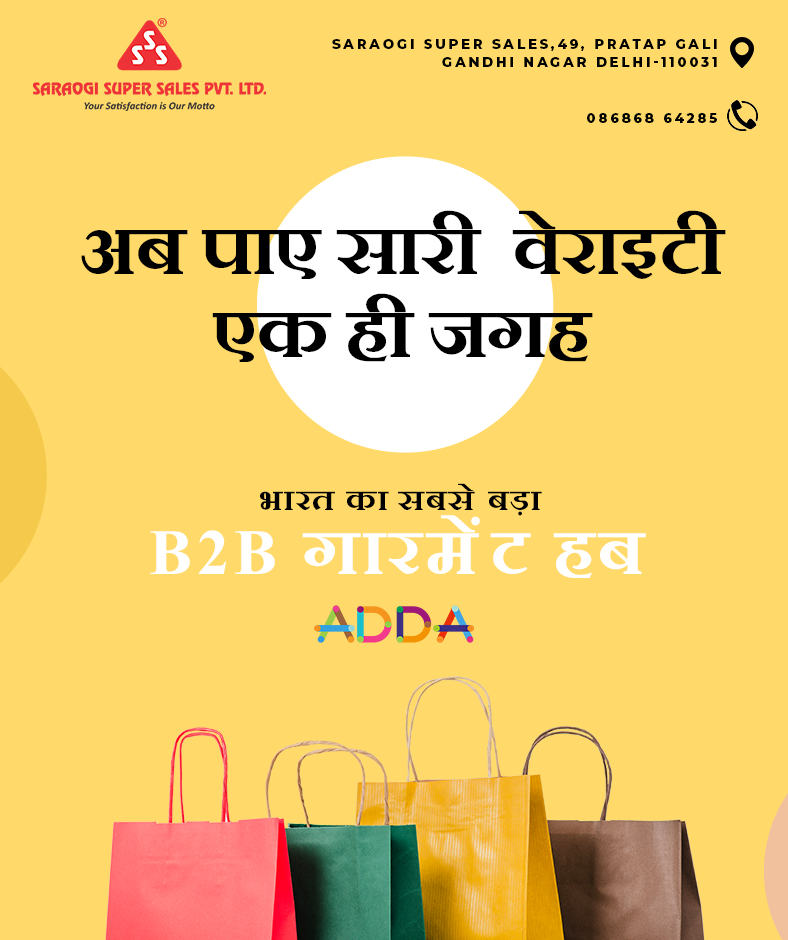 SSS®
SARAOGI SUPER SALES PVT. LTD.
Your Satisfaction is Our Motto
SARAOGI SUPER SALES,49, PRATAP GALI
GANDHI NAGAR DELHI-110031
086868 64285
अब पाए सारी वेराइटी
एक ही जगह
भारत का सबसे बड़ा
B2B गारमेंट हब
ADDA